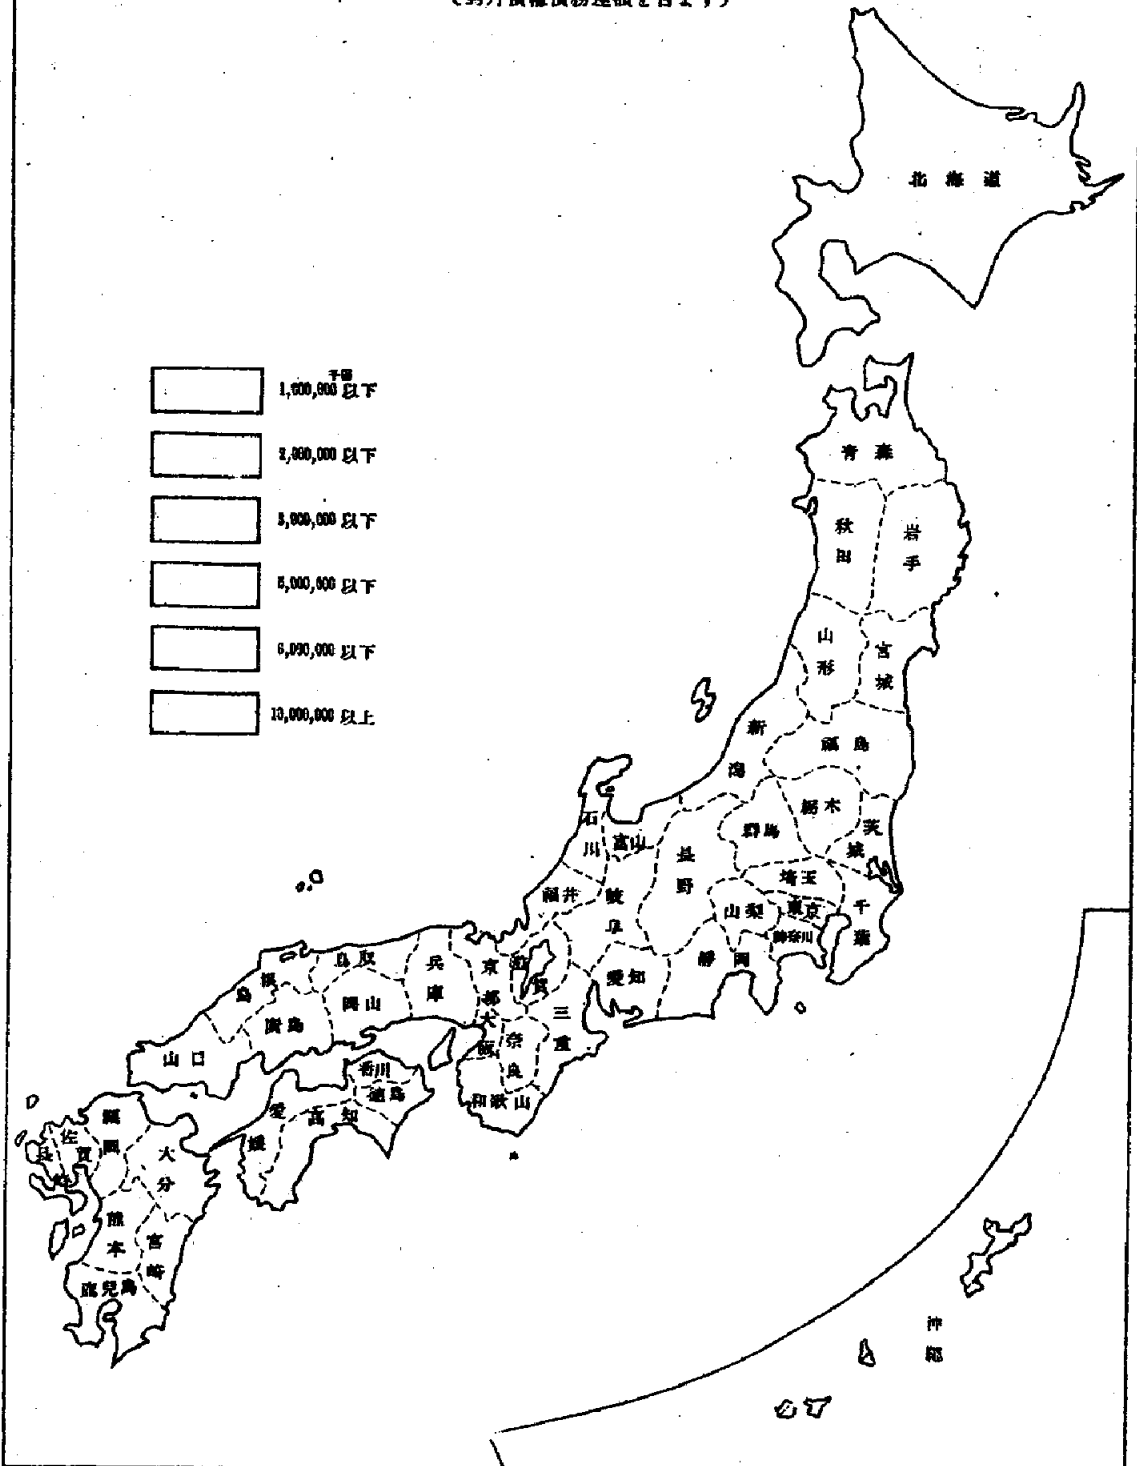 北海道
千圓
1,000,000 以下
2,000,000 以下
3,000,000 以下
5,000,000 以下
6,000,000 以下
10,000,000 以上
青森
秋田
岩手
山形
宮城
新潟
福島
石川
富山
群馬
栃木
茨城
長野
埼玉
福井
岐阜
山梨
東京
千葉
神奈川
静岡
愛知
島根
鳥取
兵庫
京都
滋賀
岡山
廣島
三重
大阪
奈良
山口
香川
徳島
和歌山
愛媛
高知
福岡
佐賀
長崎
大分
熊本
宮崎
鹿兒島
沖縄